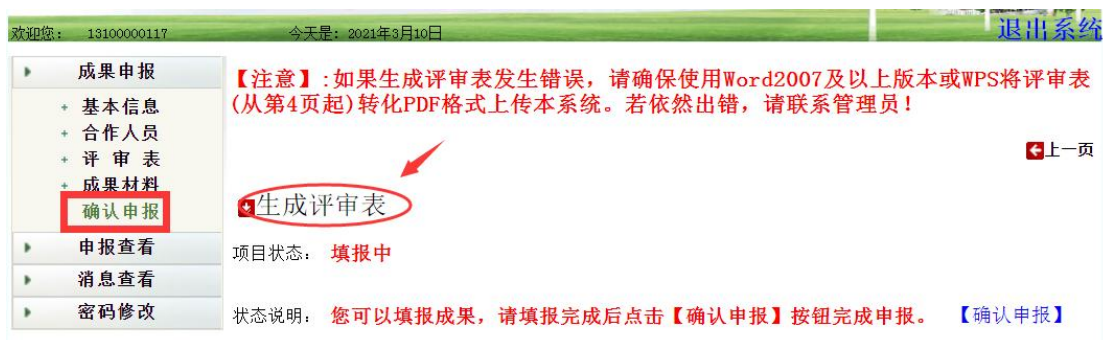 欢迎您： 13100000117 今天是：2021年3月10日 退出系统
成果申报
基本信息
合作人员
评 审 表
成果材料
确认申报
申报查看
消息查看
密码修改
【注意】:如果生成评审表发生错误，请确保使用Word2007及以上版本或WPS将评审表
(从第4页起)转化PDF格式上传本系统。若依然出错，请联系管理员！
上一页
生成评审表
项目状态： 填报中
状态说明： 您可以填报成果，请填报完成后点击【确认申报】按钮完成申报。 【确认申报】